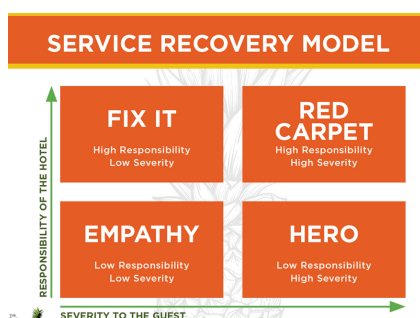 SERVICE RECOVERY MODEL
FIX IT
High Responsibility
Low Severity
RED
CARPET
High Responsibility
High Severity
EMPATHY
Low Responsibility
Low Severity
HERO
Low Responsibility
High Severity
RESPONSIBILITY OF THE HOTEL
SEVERITY TO THE GUEST